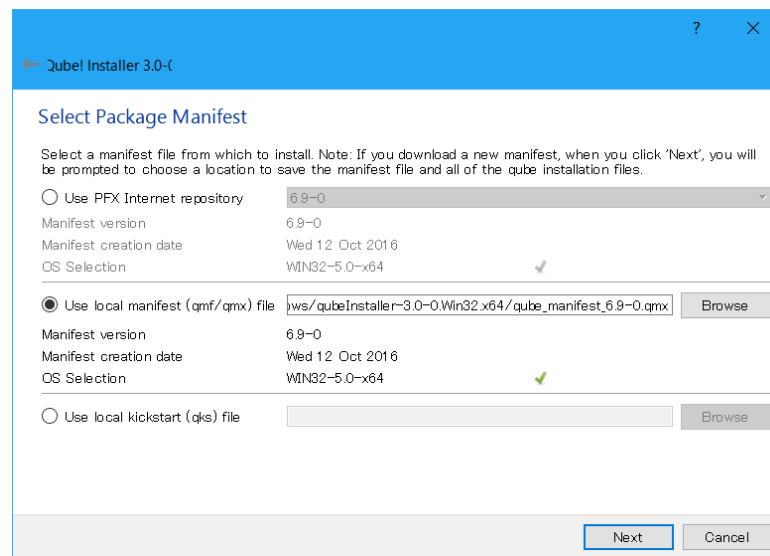 ?
Qube! Installer 3.0-0
Select Package Manifest
Select a manifest file from which to install. Note: If you download a new manifest, when you click 'Next', you will
be prompted to choose a location to save the manifest file and all of the qube installation files.
Use PFX Internet repository 6.9-0
Manifest version 6.9-0
Manifest creation date Wed 12 Oct 2016
OS Selection WIN32-5.0-x64
Use local manifest (qmf/qmx) file ows/qubeInstaller-3.0-0.Win32.x64/qube_manifest_6.9-0.qmx Browse
Manifest version 6.9-0
Manifest creation date Wed 12 Oct 2016
OS Selection WIN32-5.0-x64
Use local kickstart (qks) file Browse
Next Cancel